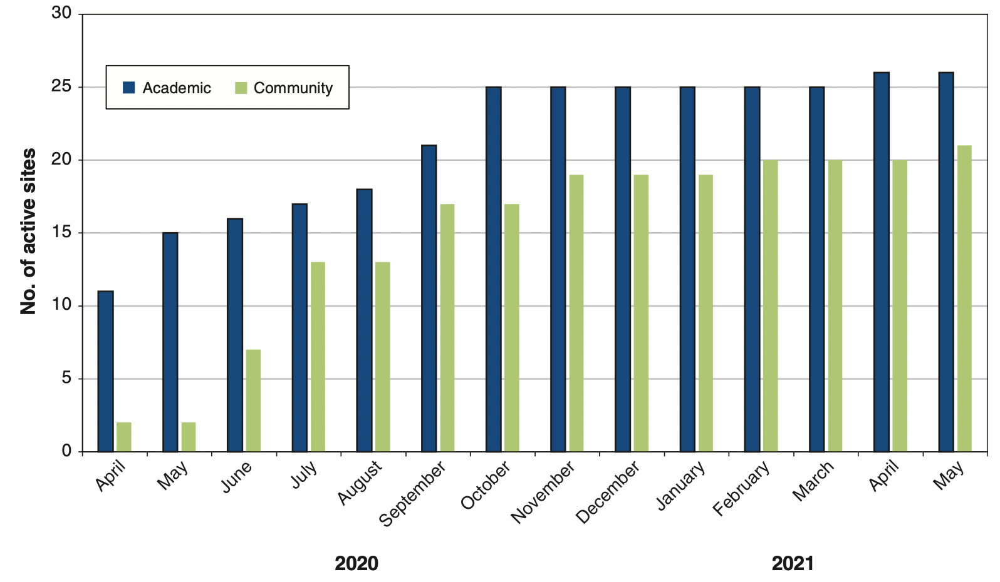 30
25
20
15
10
5
0
No. of active sites
Academic
Community
April
May
June
July
August
September
October
November
December
January
February
March
April
May
2020
2021